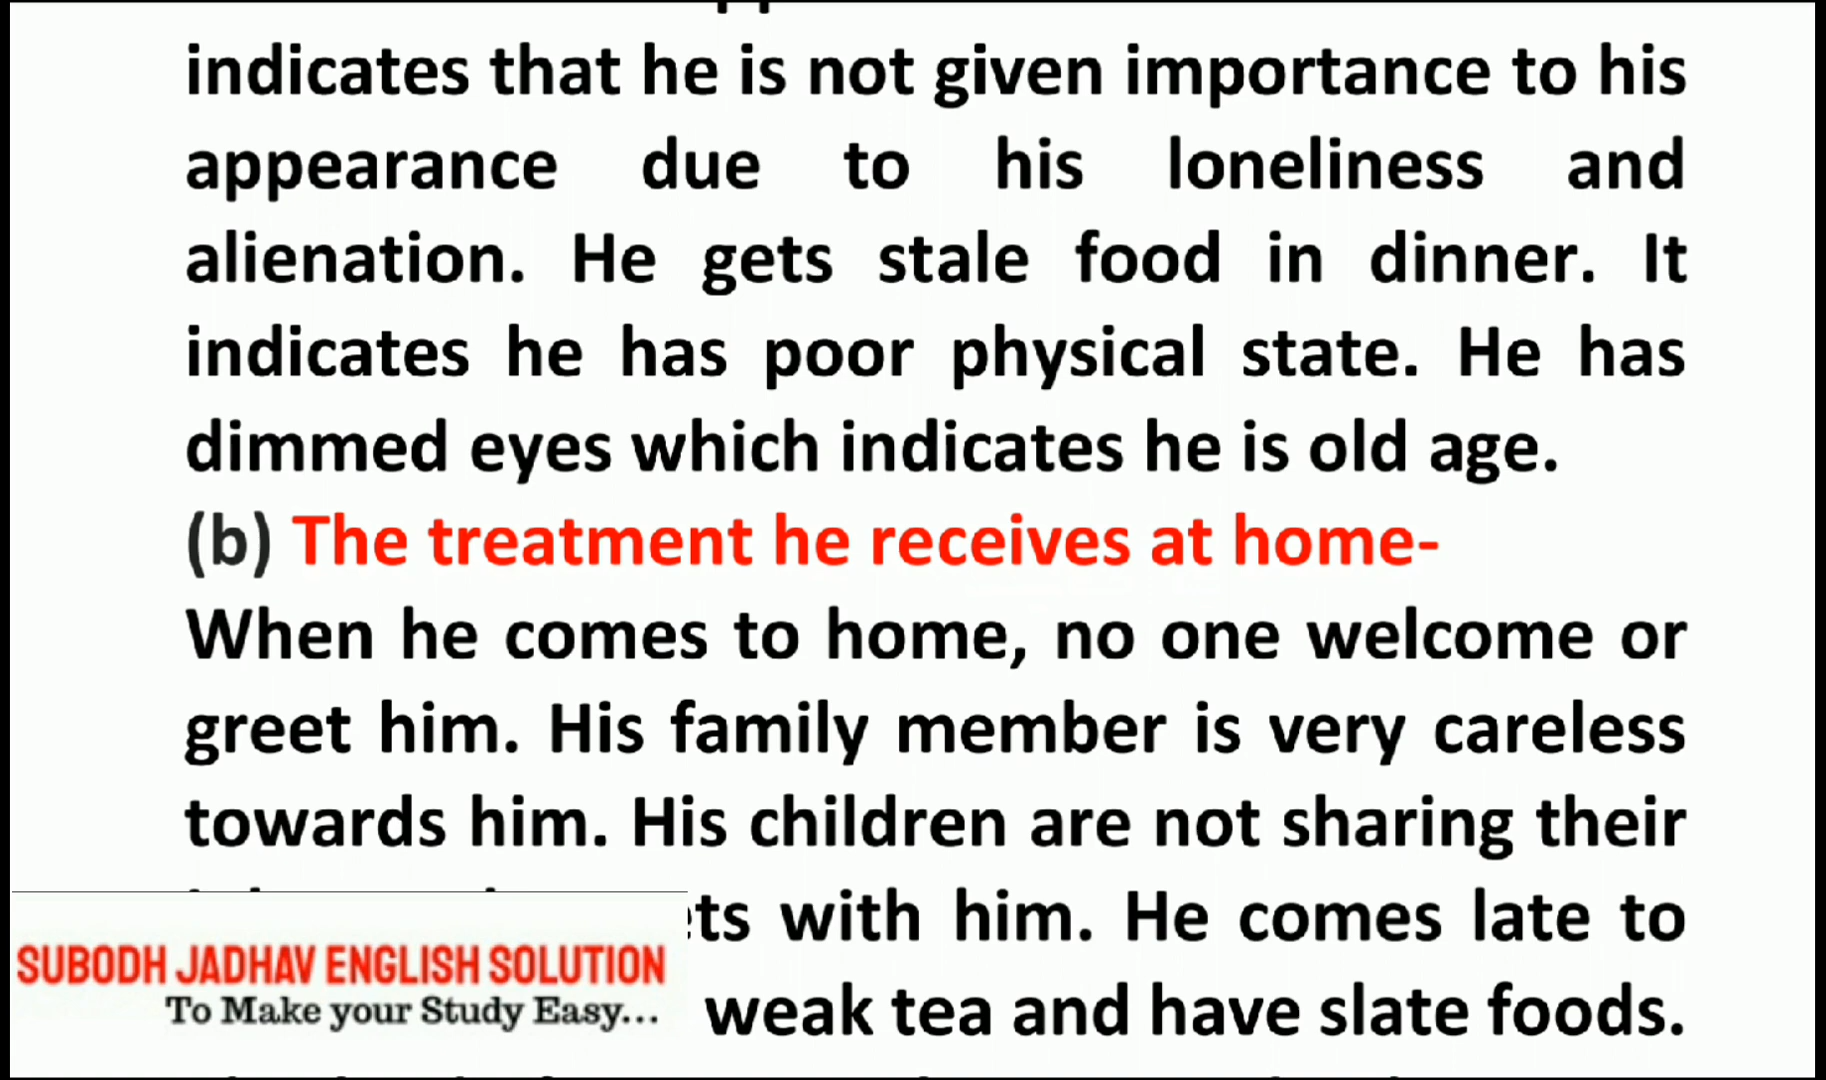 indicates that he is not given importance to his
appearance due to his loneliness and
alienation. He gets stale food in dinner. It
indicates he has poor physical state. He has
dimmed eyes which indicates he is old age.
(b) The treatment he receives at home-
When he comes to home, no one welcome or
greet him. His family member is very careless
towards him. His children are not sharing their
with him. He comes late to
SUBODH JADHAV ENGLISH SOLUTION
To Make your Study Easy...
weak tea and have slate foods.